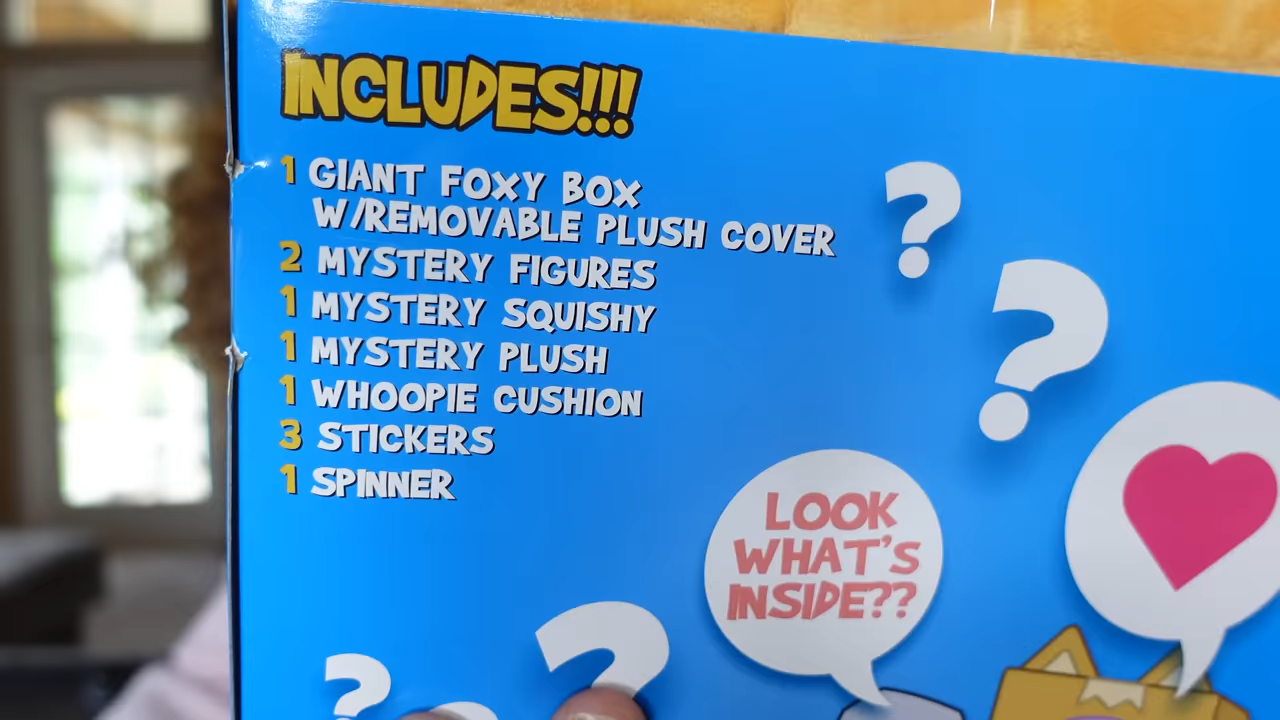 INCLUDES!!!
1 GIANT FOXY BOX
W/REMOVABLE PLUSH COVER
2 MYSTERY FIGURES
1 MYSTERY SQUISHY
1 MYSTERY PLUSH
1 WHOOPIE CUSHION
3 STICKERS
1 SPINNER
?
?
LOOK
WHAT'S
INSIDE??
?
?